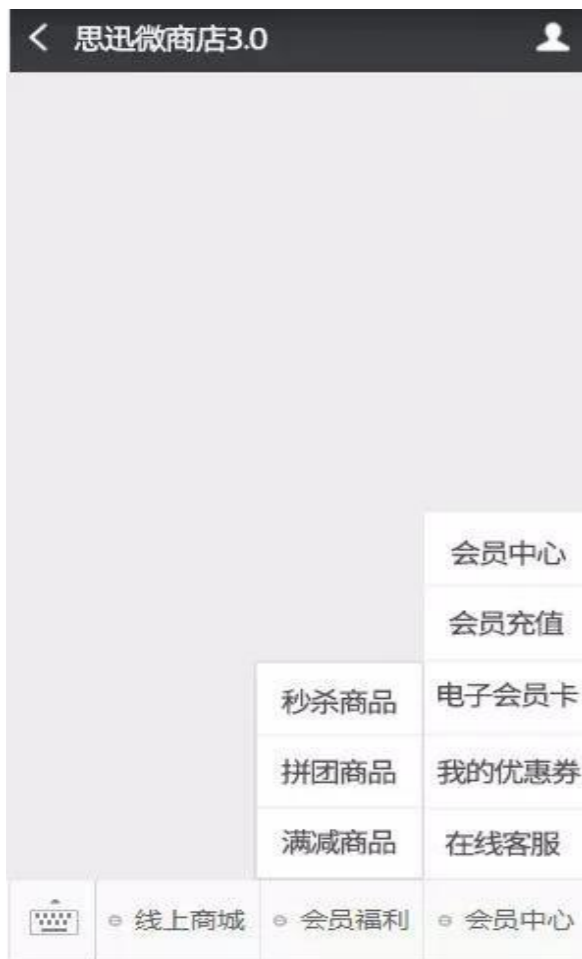 思迅微商店3.0
会员中心
会员充值
秒杀商品
电子会员卡
拼团商品
我的优惠券
满减商品
在线客服
线上商城
会员福利
会员中心